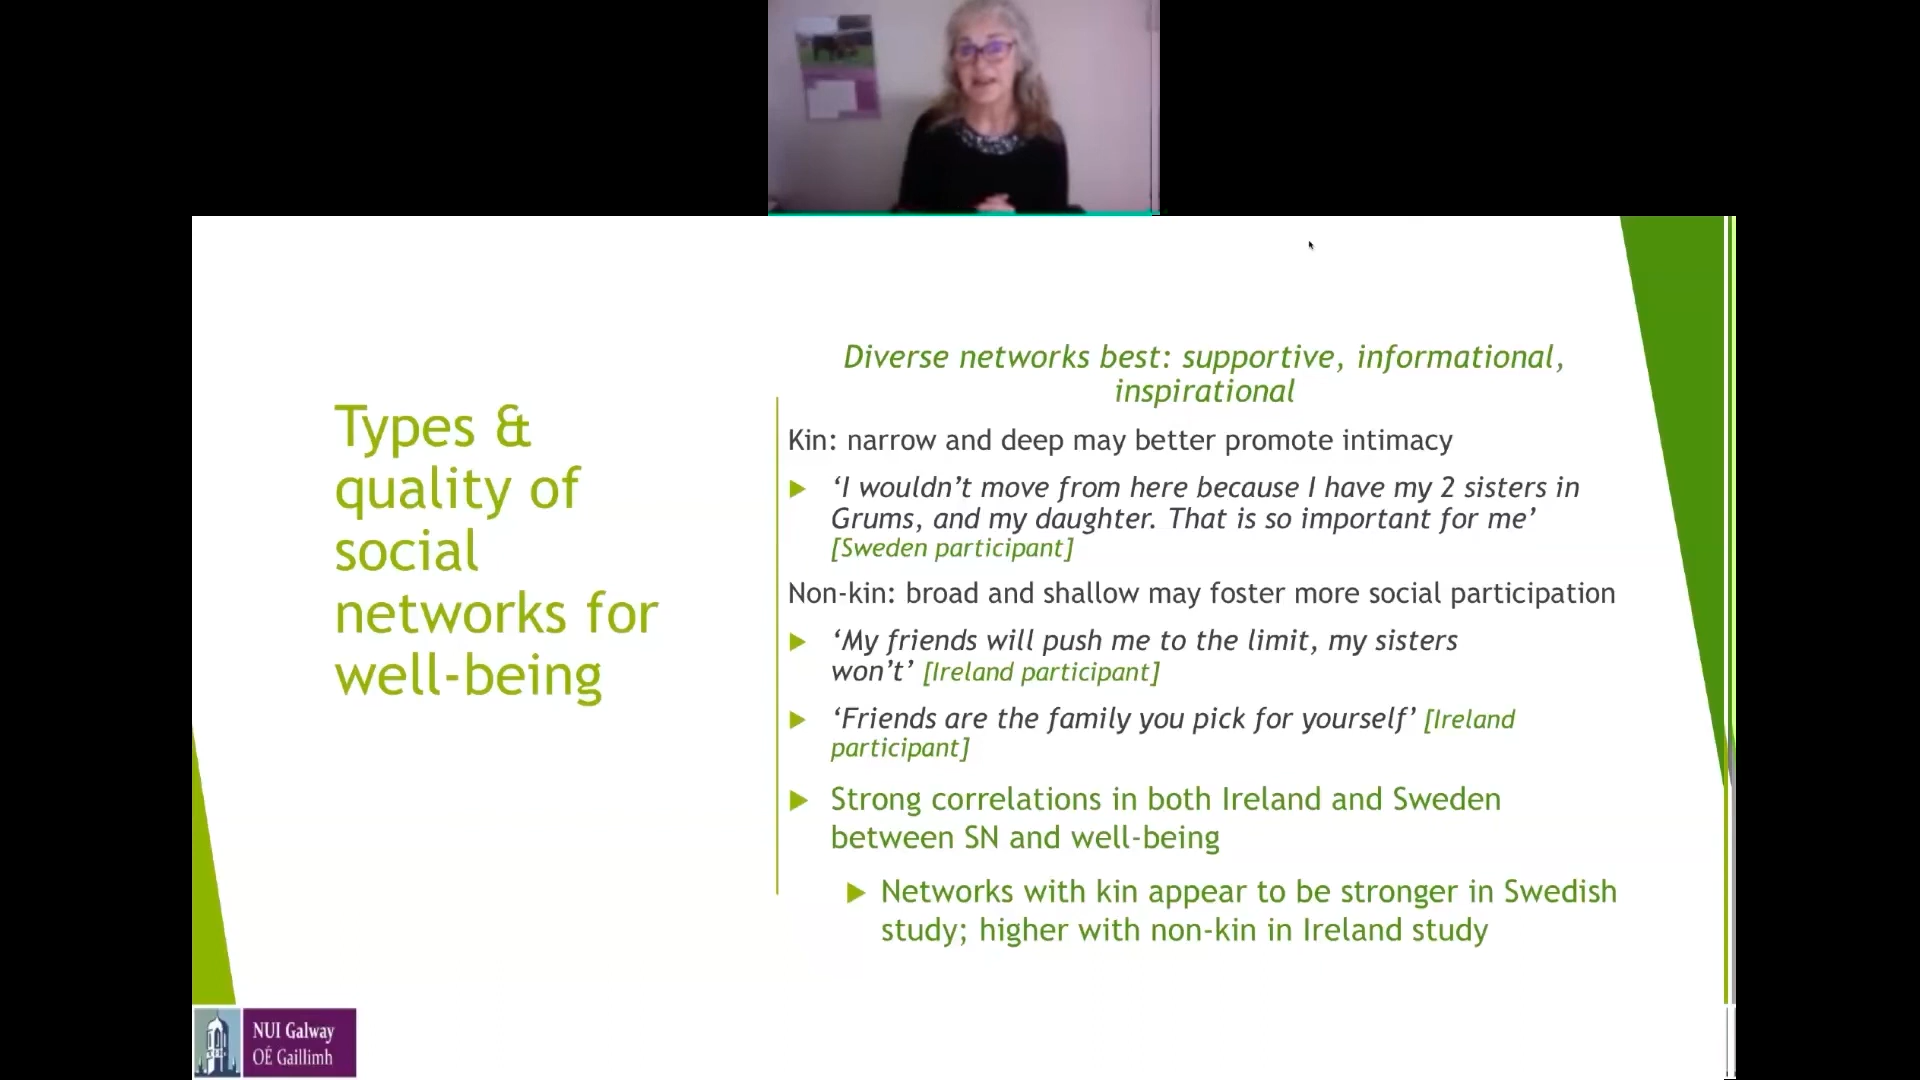 Types &
quality of
social
networks for
well-being
Diverse networks best: supportive, informational,
inspirational
Kin: narrow and deep may better promote intimacy
‘I wouldn’t move from here because I have my 2 sisters in
Grums, and my daughter. That is so important for me’
[Sweden participant]
Non-kin: broad and shallow may foster more social participation
‘My friends will push me to the limit, my sisters
won’t’ [Ireland participant]
‘Friends are the family you pick for yourself’ [Ireland
participant]
Strong correlations in both Ireland and Sweden
between SN and well-being
Networks with kin appear to be stronger in Swedish
study; higher with non-kin in Ireland study
NUI Galway
OÉ Gaillimh